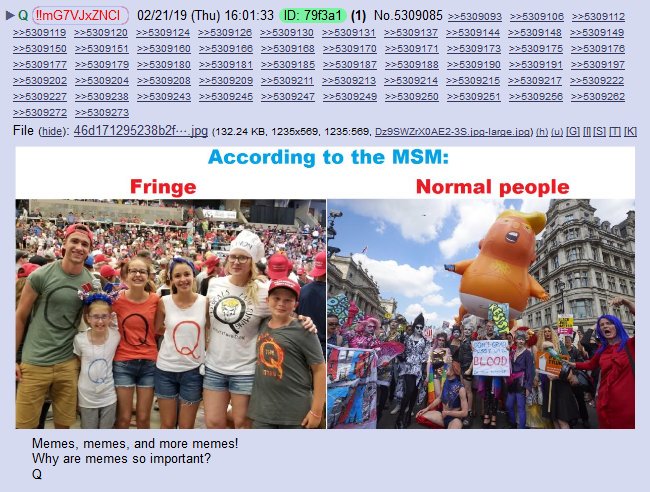 ▶ Q !!mG7VJxZNCI 02/21/19 (Thu) 16:01:33 ID: 79f3a1 (1) No.5309085 >>5309093 >>5309106 >>5309112
>>5309119 >>5309120 >>5309124 >>5309126 >>5309130 >>5309131 >>5309137 >>5309144 >>5309148 >>5309149
>>5309150 >>5309151 >>5309160 >>5309166 >>5309168 >>5309170 >>5309171 >>5309173 >>5309175 >>5309176
>>5309177 >>5309179 >>5309180 >>5309181 >>5309185 >>5309187 >>5309188 >>5309190 >>5309191 >>5309197
>>5309202 >>5309204 >>5309208 >>5309209 >>5309211 >>5309213 >>5309214 >>5309215 >>5309217 >>5309222
>>5309227 >>5309238 >>5309243 >>5309245 >>5309247 >>5309249 >>5309250 >>5309251 >>5309256 >>5309262
>>5309272 >>5309273
File (hide): 46d171295238b2f⋯.jpg (132.24 KB, 1235x569, 1235:569, Dz9SWZrX0AE2-3S.jpg-large.jpg) (h) (u) [G] [I] [S] [T] [K]
According to the MSM:
Fringe
Normal people
Q
Q
Q
Q
Q
BLOOD
Memes, memes, and more memes!
Why are memes so important?
Q